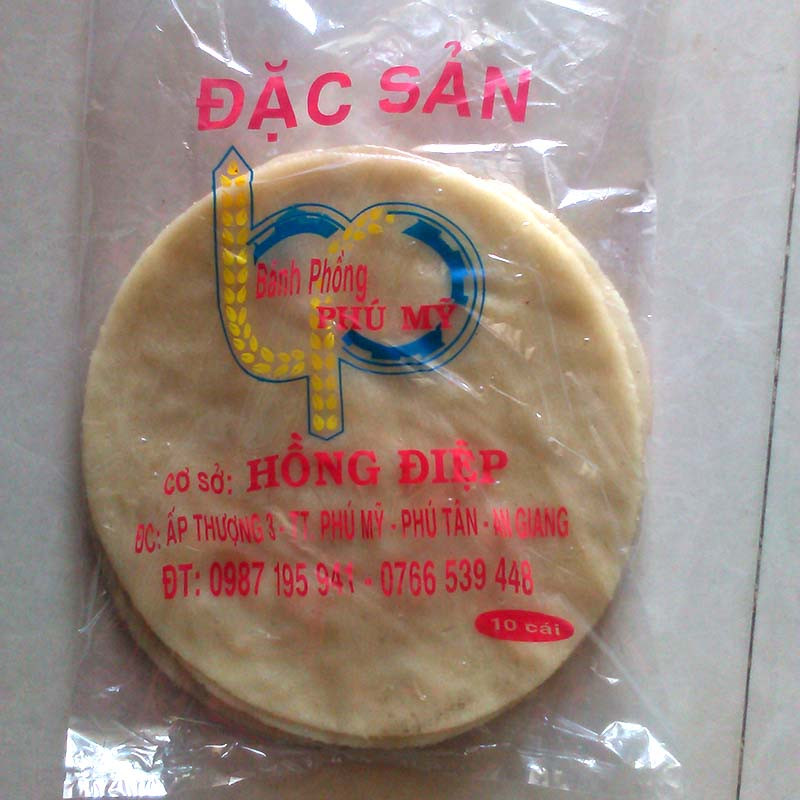 ĐẶC SẢN
Bánh Phồng
PHÚ MỸ
CƠ SỞ: HỒNG ĐIỆP
ĐC: ẤP THƯỢNG 3 - TT. PHÚ MỸ - PHÚ TÂN - AN GIANG
ĐT: 0987 195 941 - 0766 539 448
10 cái